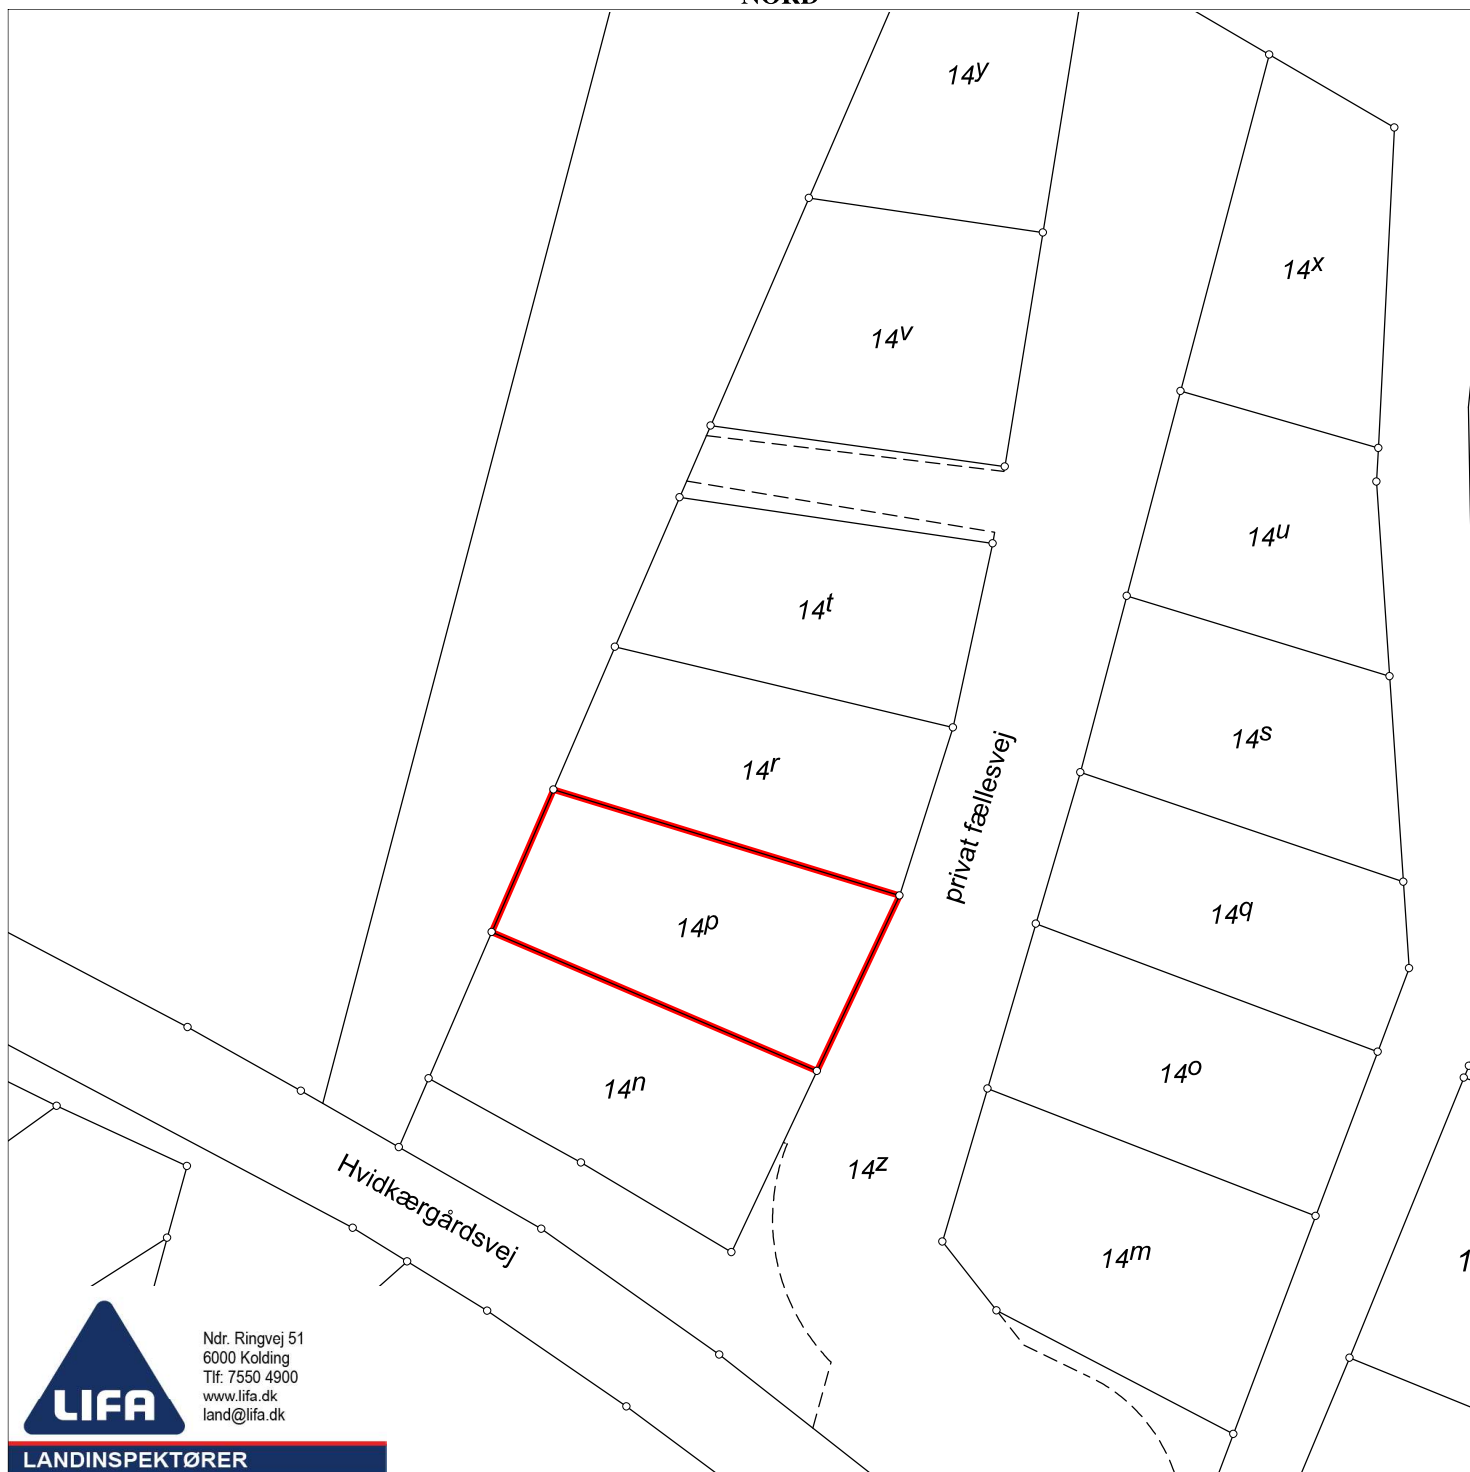 NORD
14y
14x
14v
14u
14t
14s
14r
privat fællesvej
14q
14p
14o
14n
14z
Hvidkærgårdsvej
14m
1
Ndr. Ringvej 51
6000 Kolding
Tlf: 7550 4900
www.lifa.dk
land@lifa.dk
LIFA
LANDINSPEKTØRER